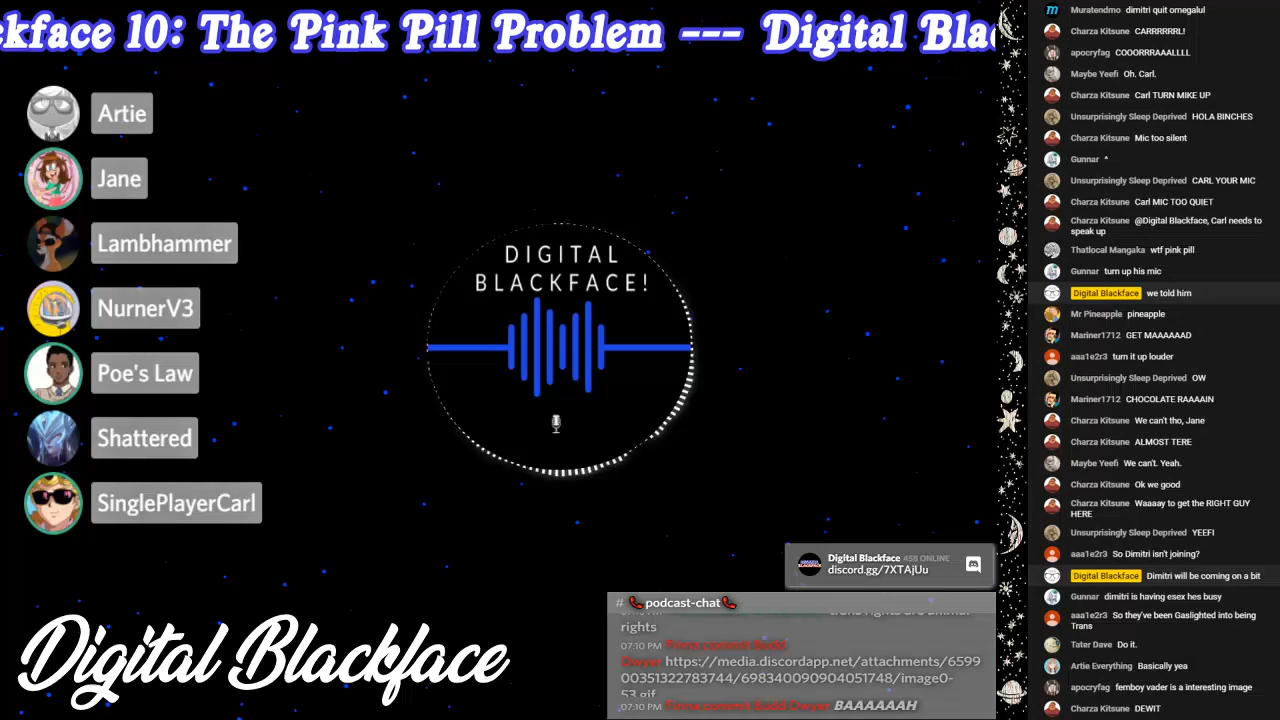 ckface 10: The Pink Pill Problem --- Digital Blac
Artie
Jane
Lambhammer
NurnerV3
Poe's Law
Shattered
SinglePlayerCarl
DIGITAL
BLACKFACE!
Digital Blackface
Digital Blackface 458 ONLINE
discord.gg/7XTAjUu
# podcast-chat
rights
07:10 PM
Dwyer https://media.discordapp.net/attachments/6599
00351322783744/698340090904051748/image0-
53.gif
07:10 PM BAAAAAAH
Muratendmo dimitri quit omegalul
Charza Kitsune CARRRRRRL!
apocryfag COOORRRAAALLLL
Maybe Yeefi Oh. Carl.
Charza Kitsune Carl TURN MIKE UP
Unsurprisingly Sleep Deprived HOLA BINCHES
Charza Kitsune Mic too silent
Gunnar ^
Unsurprisingly Sleep Deprived CARL YOUR MIC
Charza Kitsune Carl MIC TOO QUIET
Charza Kitsune @Digital Blackface, Carl needs to
speak up
Thatlocal Mangaka wtf pink pill
Gunnar turn up his mic
Digital Blackface we told him
Mr Pineapple pineapple
Mariner1712 GET MAAAAAAD
aaa1e2r3 turn it up louder
Unsurprisingly Sleep Deprived OW
Mariner1712 CHOCOLATE RAAAAIN
Charza Kitsune We can't tho, Jane
Charza Kitsune ALMOST TERE
Maybe Yeefi We can't. Yeah.
Charza Kitsune Ok we good
Charza Kitsune Waaaay to get the RIGHT GUY
HERE
Unsurprisingly Sleep Deprived YEEFI
aaa1e2r3 So Dimitri isn't joining?
Digital Blackface Dimitri will be coming on a bit
Gunnar dimitri is having esex hes busy
aaa1e2r3 So they've been Gaslighted into being
Trans
Tater Dave Do it.
Artie Everything Basically yea
apocryfag femboy vader is a interesting image
Charza Kitsune DEWIT